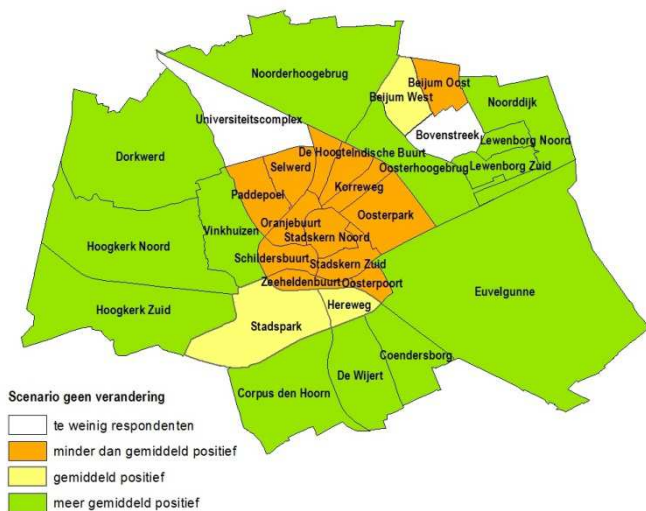 Noorderhoogebrug
Beijum Oost
Beijum West
Noorddijk
Universiteitscomplex
Bovenstreek
Lewenborg Noord
Dorkwerd
De Hoogte
Indische Buurt
Selwerd
Oosterhoogebrug
Lewenborg Zuid
Korreweg
Paddepoel
Oosterpark
Oranjebuurt
Vinkhuizen
Stadskern Noord
Hoogkerk Noord
Schildersbuurt
Stadskern Zuid
Zeeheldenbuurt
Oosterpoort
Euvelgunne
Hoogkerk Zuid
Hereweg
Stadspark
Coendersborg
De Wijert
Corpus den Hoorn
Scenario geen verandering
te weinig respondenten
minder dan gemiddeld positief
gemiddeld positief
meer gemiddeld positief